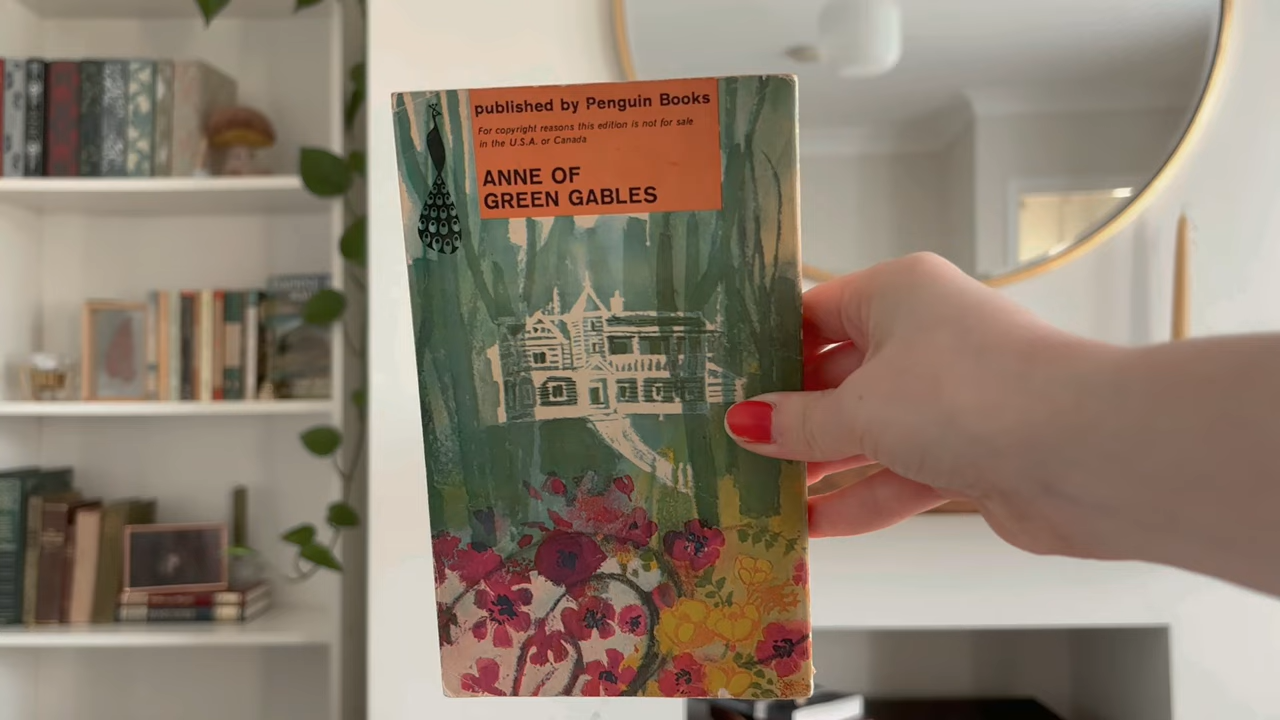 published by Penguin Books
For copyright reasons this edition is not for sale
in the U.S.A. or Canada
ANNE OF
GREEN GABLES